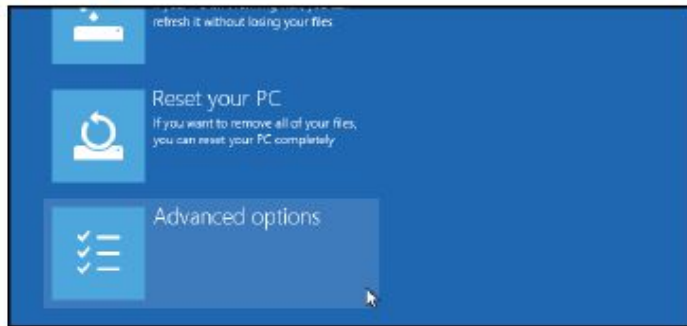 refresh it without losing your files
Reset your PC
If you want to remove all of your files,
you can reset your PC completely
Advanced options